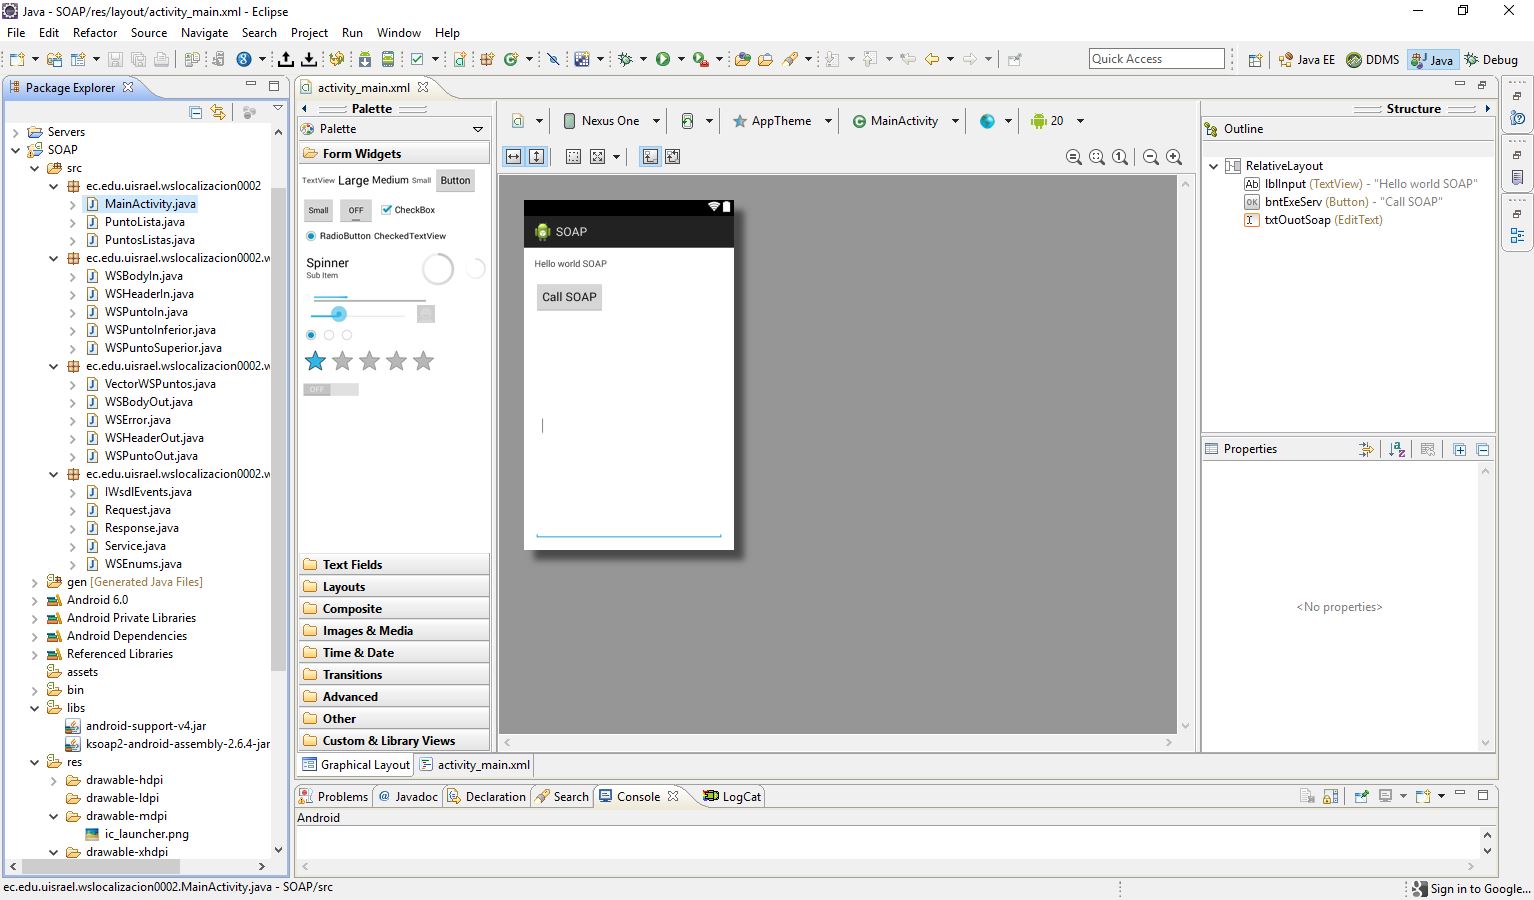 Java - SOAP/res/layout/activity_main.xml - Eclipse
File Edit Refactor Source Navigate Search Project Run Window Help
Quick Access
Java EE DDMS Java Debug
Package Explorer
Servers
SOAP
src
ec.edu.uisrael.wslocalizacion0002
MainActivity.java
PuntoLista.java
PuntosListas.java
ec.edu.uisrael.wslocalizacion0002.w
WSBodyIn.java
WSHeaderIn.java
WSPuntoIn.java
WSPuntoInferior.java
WSPuntoSuperior.java
ec.edu.uisrael.wslocalizacion0002.w
VectorWSPuntos.java
WSBodyOut.java
WSError.java
WSHeaderOut.java
WSPuntoOut.java
ec.edu.uisrael.wslocalizacion0002.w
IWsdlEvents.java
Request.java
Response.java
Service.java
WSEnums.java
gen [Generated Java Files]
Android 6.0
Android Private Libraries
Android Dependencies
Referenced Libraries
assets
bin
libs
android-support-v4.jar
ksoap2-android-assembly-2.6.4-jar
res
drawable-hdpi
drawable-ldpi
drawable-mdpi
ic_launcher.png
drawable-xhdpi
activity_main.xml
Palette
Palette
Form Widgets
TextView Large Medium Small Button
Small OFF CheckBox
RadioButton CheckedTextView
Spinner
Sub Item
OFF
Text Fields
Layouts
Composite
Images & Media
Time & Date
Transitions
Advanced
Other
Custom & Library Views
Nexus One AppTheme MainActivity 20
SOAP
Hello world SOAP
Call SOAP
Graphical Layout activity_main.xml
Structure
Outline
RelativeLayout
Ab lblInput (TextView) - "Hello world SOAP"
OK bntExeServ (Button) - "Call SOAP"
txtOuotSoap (EditText)
Properties
<No properties>
Problems @ Javadoc Declaration Search Console LogCat
Android
ec.edu.uisrael.wslocalizacion0002.MainActivity.java - SOAP/src
Sign in to Google...